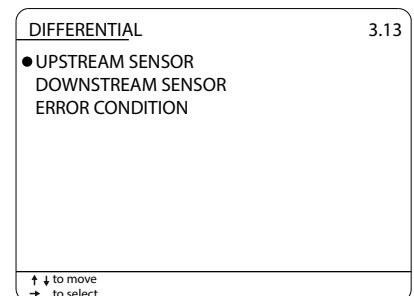 DIFFERENTIAL 3.13
●UPSTREAM SENSOR
DOWNSTREAM SENSOR
ERROR CONDITION
↑ ↓ to move
→ to select